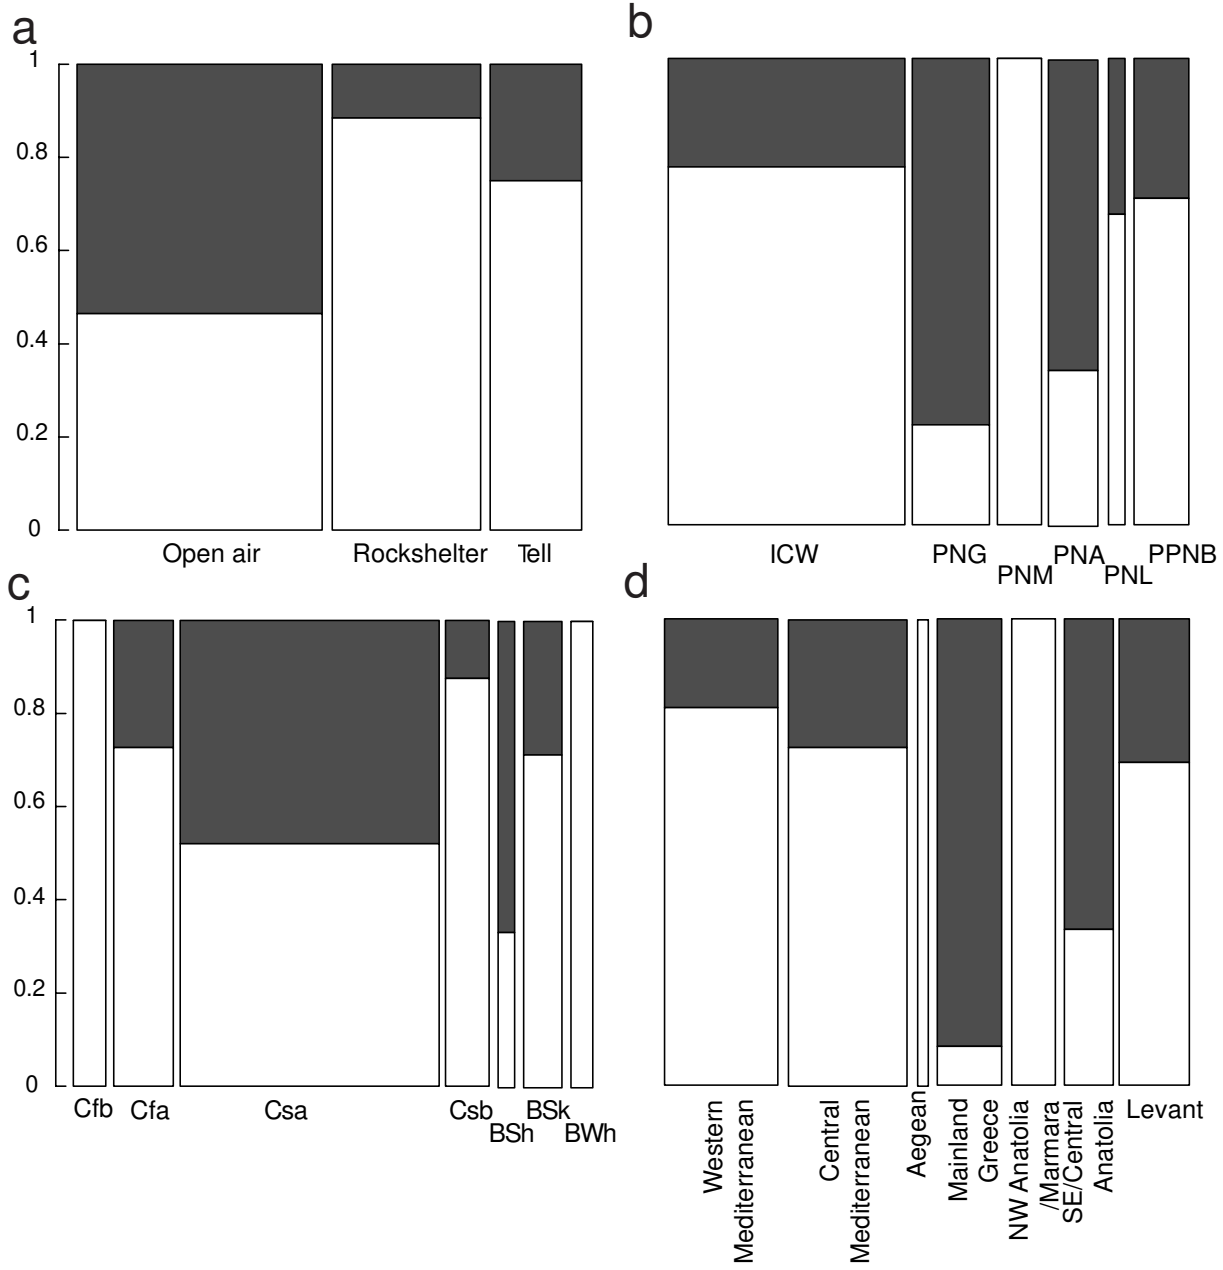 a
1
0.8
0.6
0.4
0.2
0
Open air
Rockshelter
Tell
b
ICW
PNG
PNM
PNA
PNL
PPNB
c
1
0.8
0.6
0.4
0.2
0
Cfb
Cfa
Csa
Csb
BSh
BSk
BWh
d
Western
Mediterranean
Central
Mediterranean
Aegean
Mainland
Greece
NW Anatolia
/Marmara
SE/Central
Anatolia
Levant